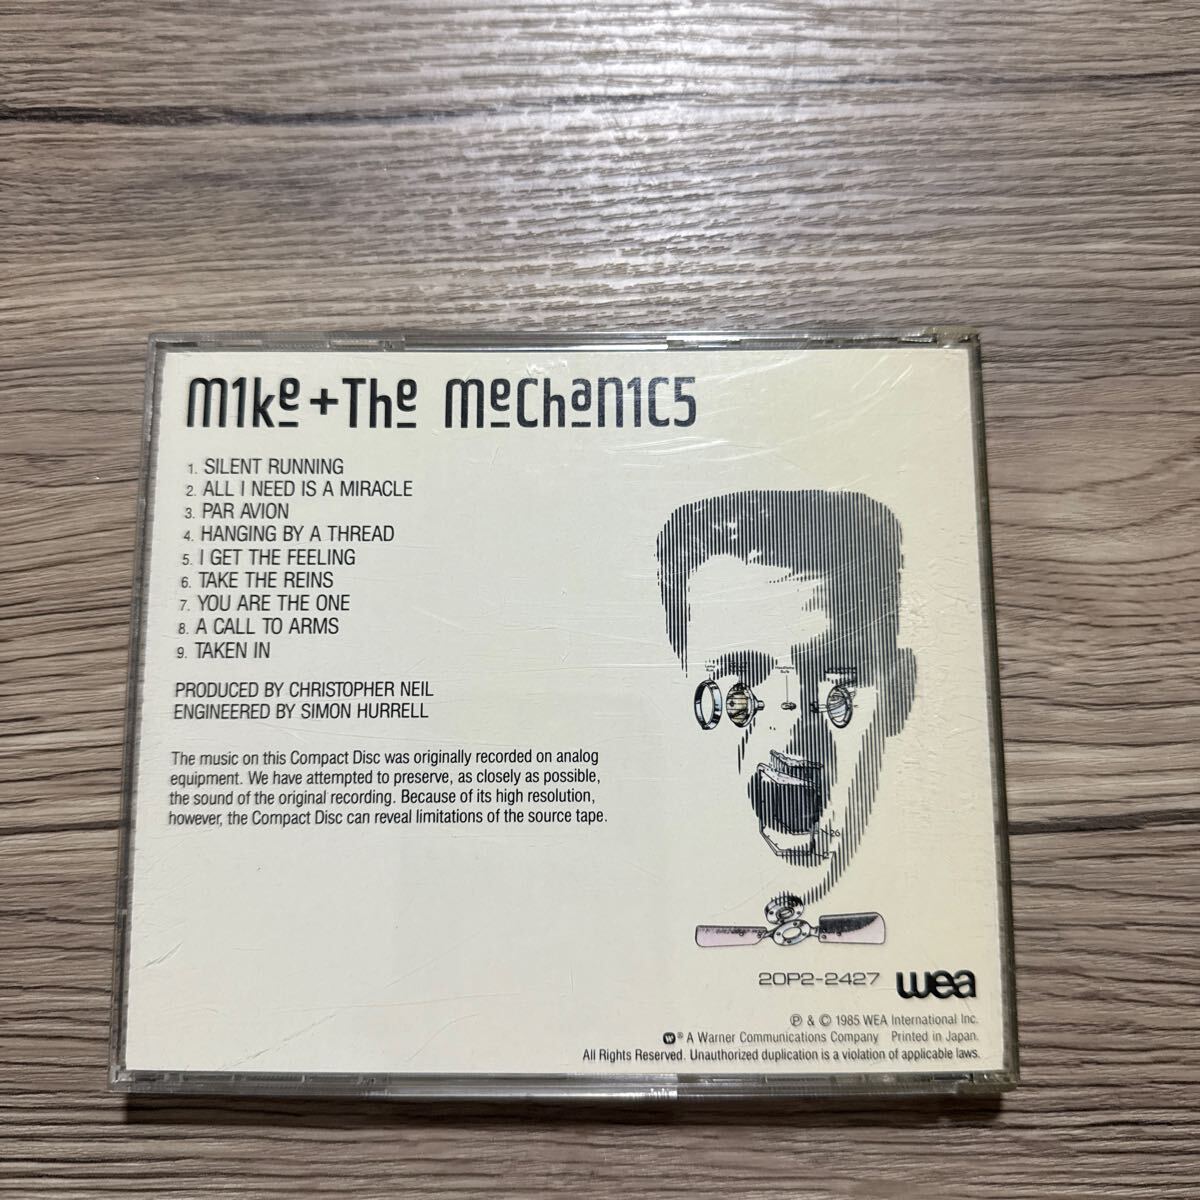 M1ke + The MeChaN1C5
1. SILENT RUNNING
2. ALL I NEED IS A MIRACLE
3. PAR AVION
4. HANGING BY A THREAD
5. I GET THE FEELING
6. TAKE THE REINS
7. YOU ARE THE ONE
8. A CALL TO ARMS
9. TAKEN IN
PRODUCED BY CHRISTOPHER NEIL
ENGINEERED BY SIMON HURRELL
The music on this Compact Disc was originally recorded on analog
equipment. We have attempted to preserve, as closely as possible,
the sound of the original recording. Because of its high resolution,
however, the Compact Disc can reveal limitations of the source tape.
20P2-2427 wea
℗ & © 1985 WEA International Inc.
® A Warner Communications Company Printed in Japan.
All Rights Reserved. Unauthorized duplication is a violation of applicable laws.